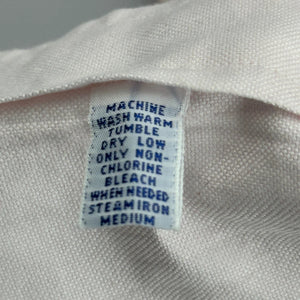 MACHINE
WASH WARM
TUMBLE
DRY LOW
ONLY NON-
CHLORINE
BLEACH
WHEN NEEDED
STEAM IRON
MEDIUM